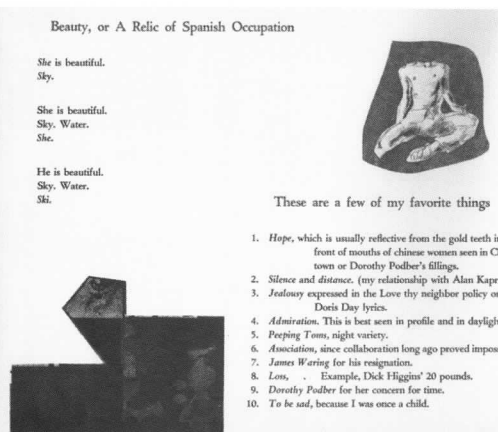 Beauty, or A Relic of Spanish Occupation
She is beautiful.
Sky.
She is beautiful.
Sky. Water.
She.
He is beautiful.
Sky. Water.
Ski.
These are a few of my favorite things
1. Hope, which is usually reflective from the gold teeth
front of mouths of chinese women seen in
town or Dorothy Podber's fillings.
2. Silence and distance. (my relationship with Alan
3. Jealousy expressed in the Love thy neighbor policy
Doris Day lyrics.
4. Admiration. This is best seen in profile and in
5. Peeping Toms, night variety.
6. Association, since collaboration long ago proved
7. James Waring for his resignation.
8. Loss, . Example, Dick Higgins' 20 pounds.
9. Dorothy Podber for her concern for time.
10. To be sad, because I was once a child.